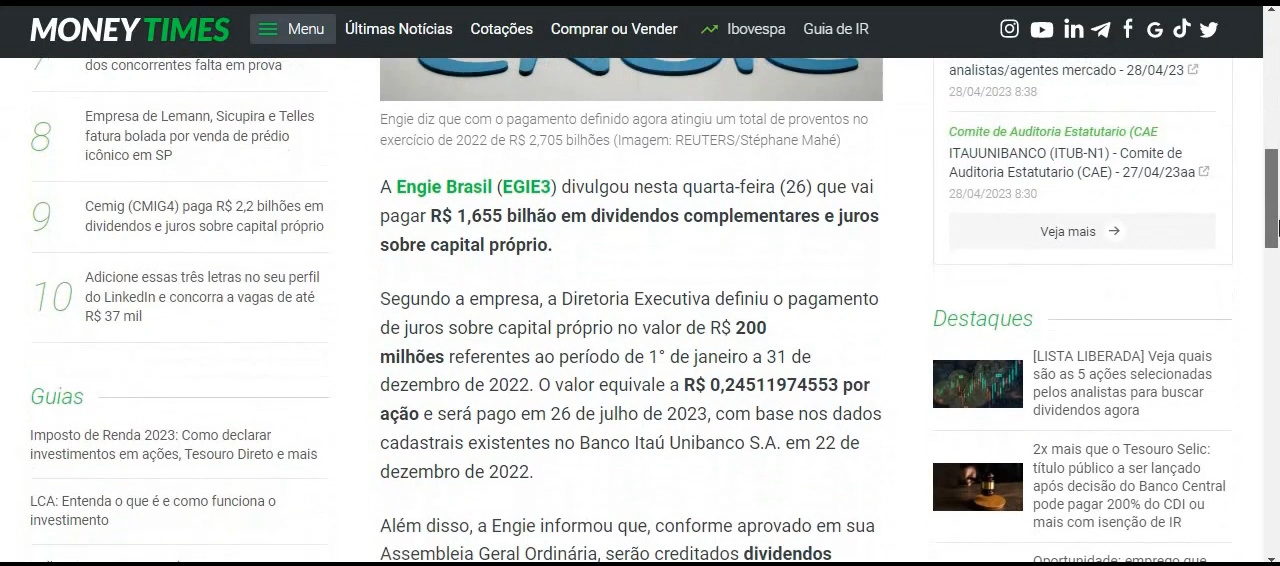 MONEY TIMES
Menu
Últimas Notícias
Cotações
Comprar ou Vender
Ibovespa
Guia de IR
dos concorrentes falta em prova
8
Empresa de Lemann, Sicupira e Telles
fatura bolada por venda de prédio
icônico em SP
9
Cemig (CMIG4) paga R$ 2,2 bilhões em
dividendos e juros sobre capital próprio
10
Adicione essas três letras no seu perfil
do LinkedIn e concorra a vagas de até
R$ 37 mil
Guias
Imposto de Renda 2023: Como declarar
investimentos em ações, Tesouro Direto e mais
LCA: Entenda o que é e como funciona o
investimento
ENGIE
Engie diz que com o pagamento definido agora atingiu um total de proventos no
exercício de 2022 de R$ 2,705 bilhões (Imagem: REUTERS/Stéphane Mahé)
A Engie Brasil (EGIE3) divulgou nesta quarta-feira (26) que vai
pagar R$ 1,655 bilhão em dividendos complementares e juros
sobre capital próprio.
Segundo a empresa, a Diretoria Executiva definiu o pagamento
de juros sobre capital próprio no valor de R$ 200
milhões referentes ao período de 1° de janeiro a 31 de
dezembro de 2022. O valor equivale a R$ 0,24511974553 por
ação e será pago em 26 de julho de 2023, com base nos dados
cadastrais existentes no Banco Itaú Unibanco S.A. em 22 de
dezembro de 2022.
Além disso, a Engie informou que, conforme aprovado em sua
Assembleia Geral Ordinária, serão creditados dividendos
analistas/agentes mercado - 28/04/23
28/04/2023 8:38
Comite de Auditoria Estatutario (CAE
ITAUUNIBANCO (ITUB-N1) - Comite de
Auditoria Estatutario (CAE) - 27/04/23aa
28/04/2023 8:30
Veja mais
Destaques
[LISTA LIBERADA] Veja quais
são as 5 ações selecionadas
pelos analistas para buscar
dividendos agora
2x mais que o Tesouro Selic:
título público a ser lançado
após decisão do Banco Central
pode pagar 200% do CDI ou
mais com isenção de IR
Oportunidade: emprego que